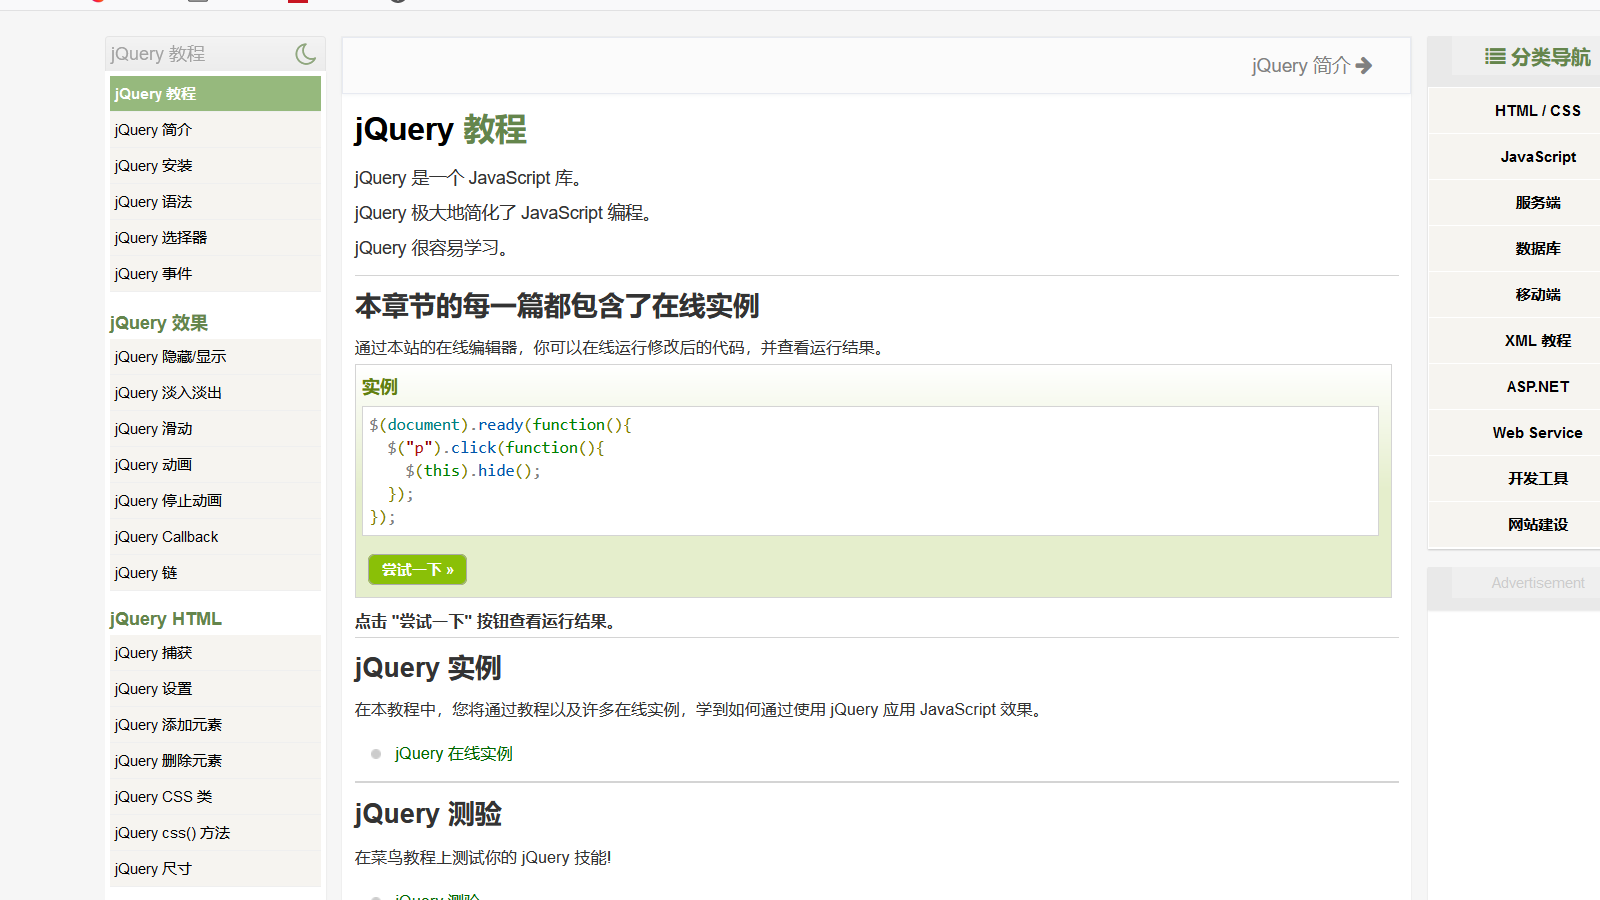 jQuery 教程
jQuery 教程
jQuery 简介
jQuery 安装
jQuery 语法
jQuery 选择器
jQuery 事件
jQuery 效果
jQuery 隐藏/显示
jQuery 淡入淡出
jQuery 滑动
jQuery 动画
jQuery 停止动画
jQuery Callback
jQuery 链
jQuery HTML
jQuery 捕获
jQuery 设置
jQuery 添加元素
jQuery 删除元素
jQuery CSS 类
jQuery css() 方法
jQuery 尺寸
jQuery 简介
jQuery 教程
jQuery 是一个 JavaScript 库。
jQuery 极大地简化了 JavaScript 编程。
jQuery 很容易学习。
本章节的每一篇都包含了在线实例
通过本站的在线编辑器，你可以在线运行修改后的代码，并查看运行结果。
实例
$(document).ready(function(){
  $("p").click(function(){
    $(this).hide();
  });
});
尝试一下 »
点击 "尝试一下" 按钮查看运行结果。
jQuery 实例
在本教程中，您将通过教程以及许多在线实例，学到如何通过使用 jQuery 应用 JavaScript 效果。
jQuery 在线实例
jQuery 测验
在菜鸟教程上测试你的 jQuery 技能!
jQuery 测验
分类导航
HTML / CSS
JavaScript
服务端
数据库
移动端
XML 教程
ASP.NET
Web Service
开发工具
网站建设
Advertisement